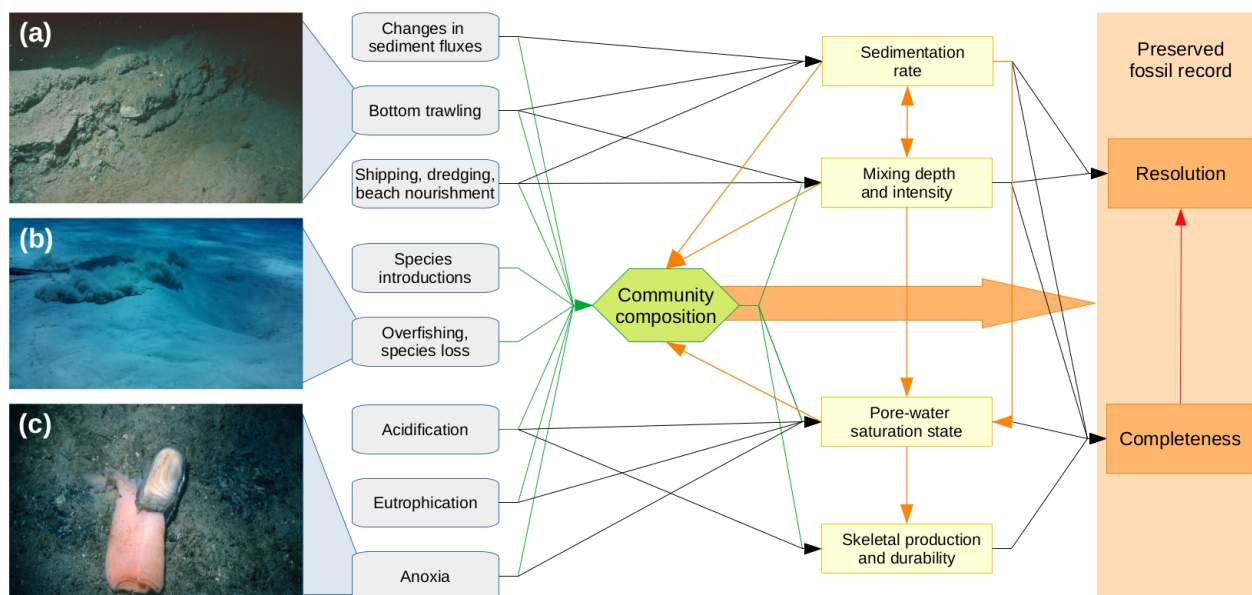 (a)
(b)
(c)
Changes in
sediment fluxes
Bottom trawling
Shipping, dredging,
beach nourishment
Species
introductions
Overfishing,
species loss
Acidification
Eutrophication
Anoxia
Community
composition
Sedimentation
rate
Mixing depth
and intensity
Pore-water
saturation state
Skeletal production
and durability
Preserved
fossil record
Resolution
Completeness